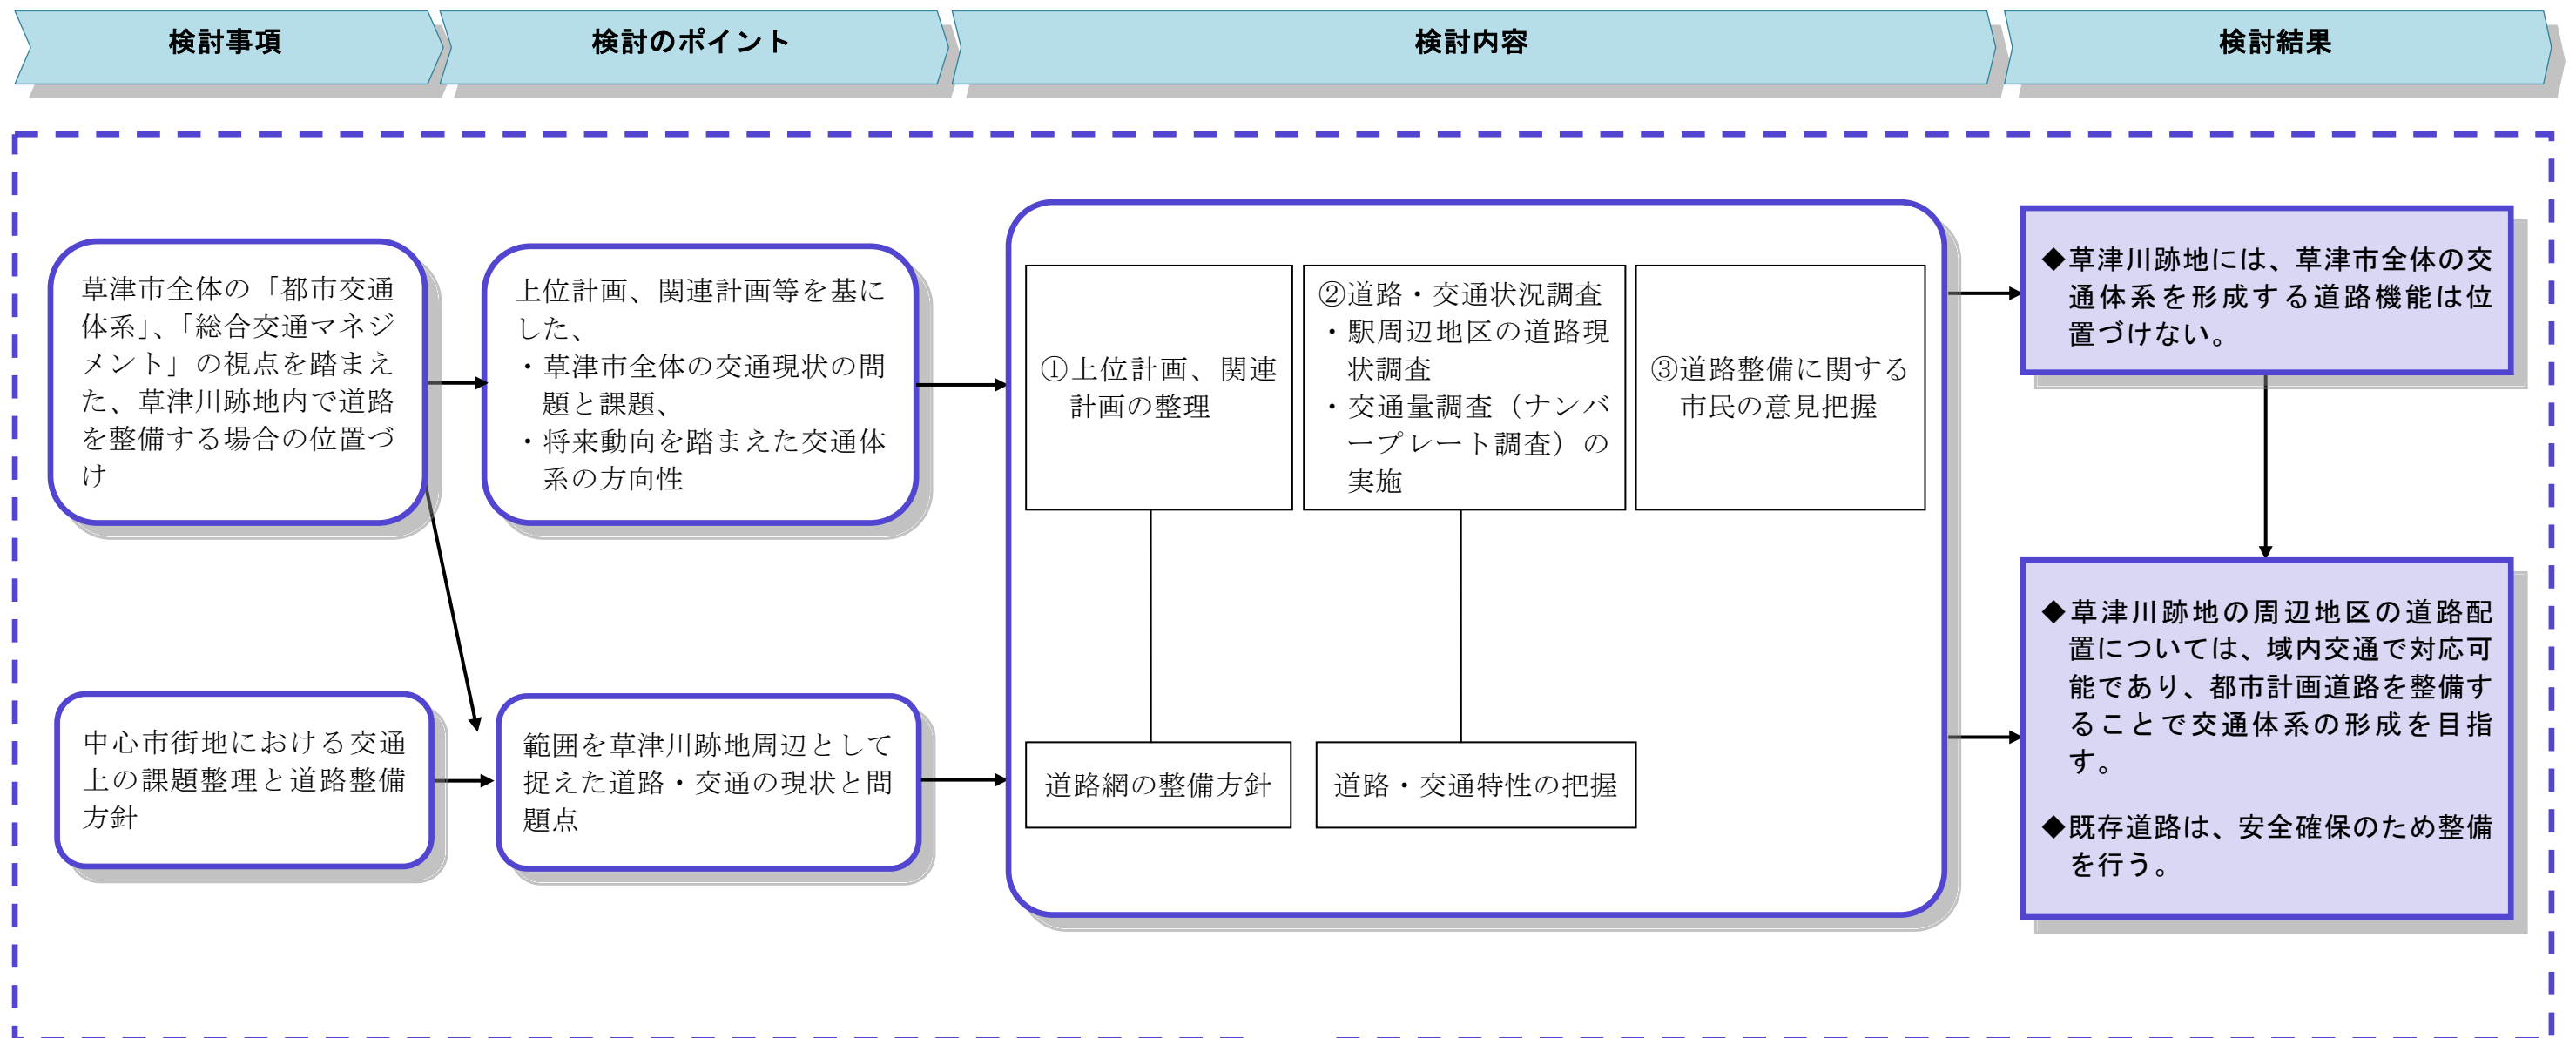 検討事項
検討のポイント
検討内容
検討結果
草津市全体の「都市交通
体系」、「総合交通マネジ
メント」の視点を踏まえ
た、草津川跡地内で道路
を整備する場合の位置づ
け
上位計画、関連計画等を基に
した、
・草津市全体の交通現状の問
題と課題、
・将来動向を踏まえた交通体
系の方向性
①上位計画、関連
計画の整理
②道路・交通状況調査
・駅周辺地区の道路現
状調査
・交通量調査（ナンバ
ープレート調査）の
実施
③道路整備に関する
市民の意見把握
◆草津川跡地には、草津市全体の交
通体系を形成する道路機能は位
置づけない。
中心市街地における交通
上の課題整理と道路整備
方針
範囲を草津川跡地周辺として
捉えた道路・交通の現状と問
題点
道路網の整備方針
道路・交通特性の把握
◆草津川跡地の周辺地区の道路配
置については、域内交通で対応可
能であり、都市計画道路を整備す
ることで交通体系の形成を目指
す。
◆既存道路は、安全確保のため整備
を行う。